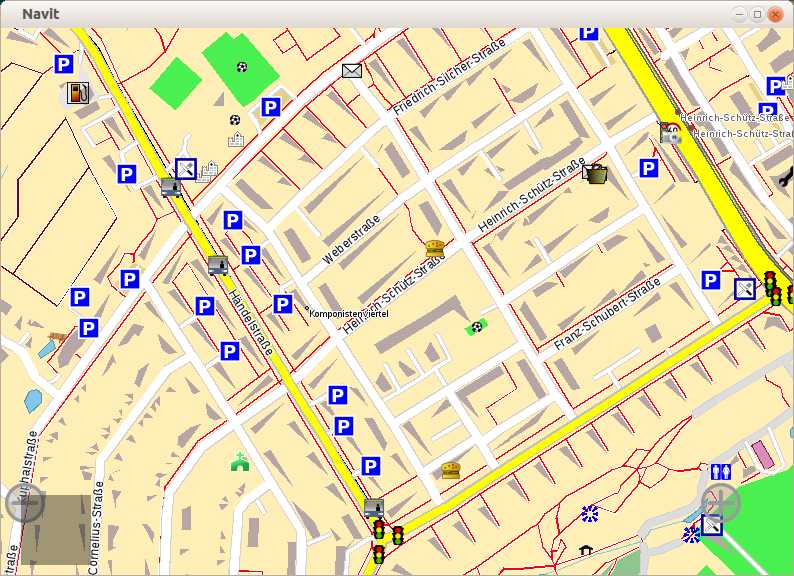 Navit
P
P
P
Friedrich-Silcher-Straße
P
P
Heinrich-Schütz-Straße
Heinrich-Schütz-Straß
P
P
Heinrich-Schütz-Straße
P
Weberstraße
P
Heinrich-Schütz-Straße
P
P
P
P
P
Händelstraße
Komponistenviertel
Franz-Schubert-Straße
P
P
P
P
P
Cornelius-Straße
straße